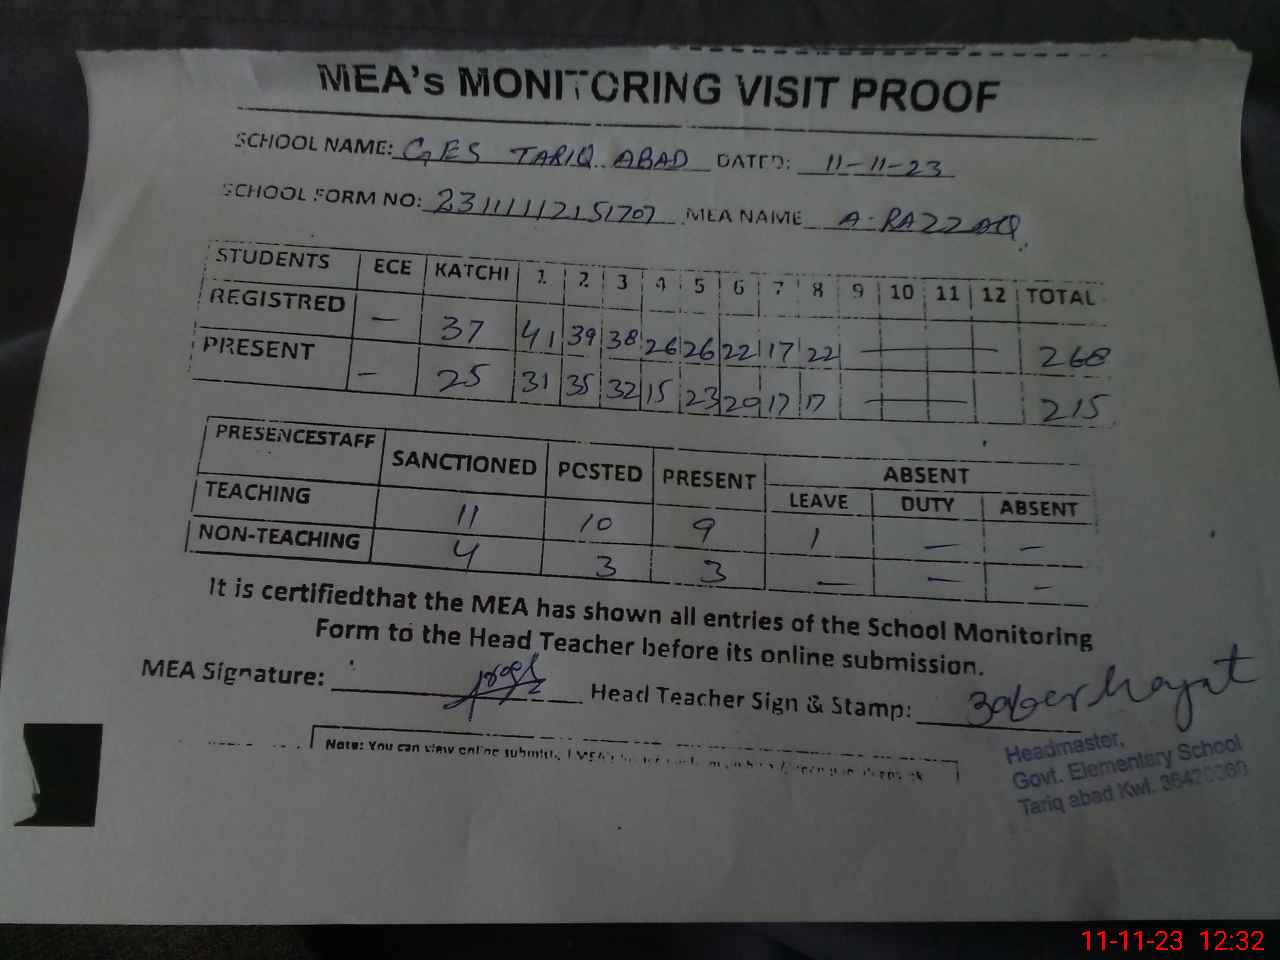 MEA's MONITORING VISIT PROOF
SCHOOL NAME: GES TARIQ ABAD DATED: 11-11-23
SCHOOL FORM NO: 23111112151707 MEA NAME A. RAZZAQ
STUDENTS ECE KATCHI 1 2 3 4 5 6 7 8 9 10 11 12 TOTAL
REGISTRED — 37 41 39 38 26 26 22 17 22 — 268
PRESENT — 25 31 35 32 15 23 20 17 17 — 215
PRESENCESTAFF SANCTIONED POSTED PRESENT ABSENT
LEAVE DUTY ABSENT
TEACHING 11 10 9 1 — —
NON-TEACHING 4 3 3 — — —
It is certifiedthat the MEA has shown all entries of the School Monitoring
Form to the Head Teacher before its online submission.
MEA Signature: Head Teacher Sign & Stamp:
Note: You can view online
Headmaster,
Govt. Elementary School
Tariq abad Kwl.
11-11-23 12:32